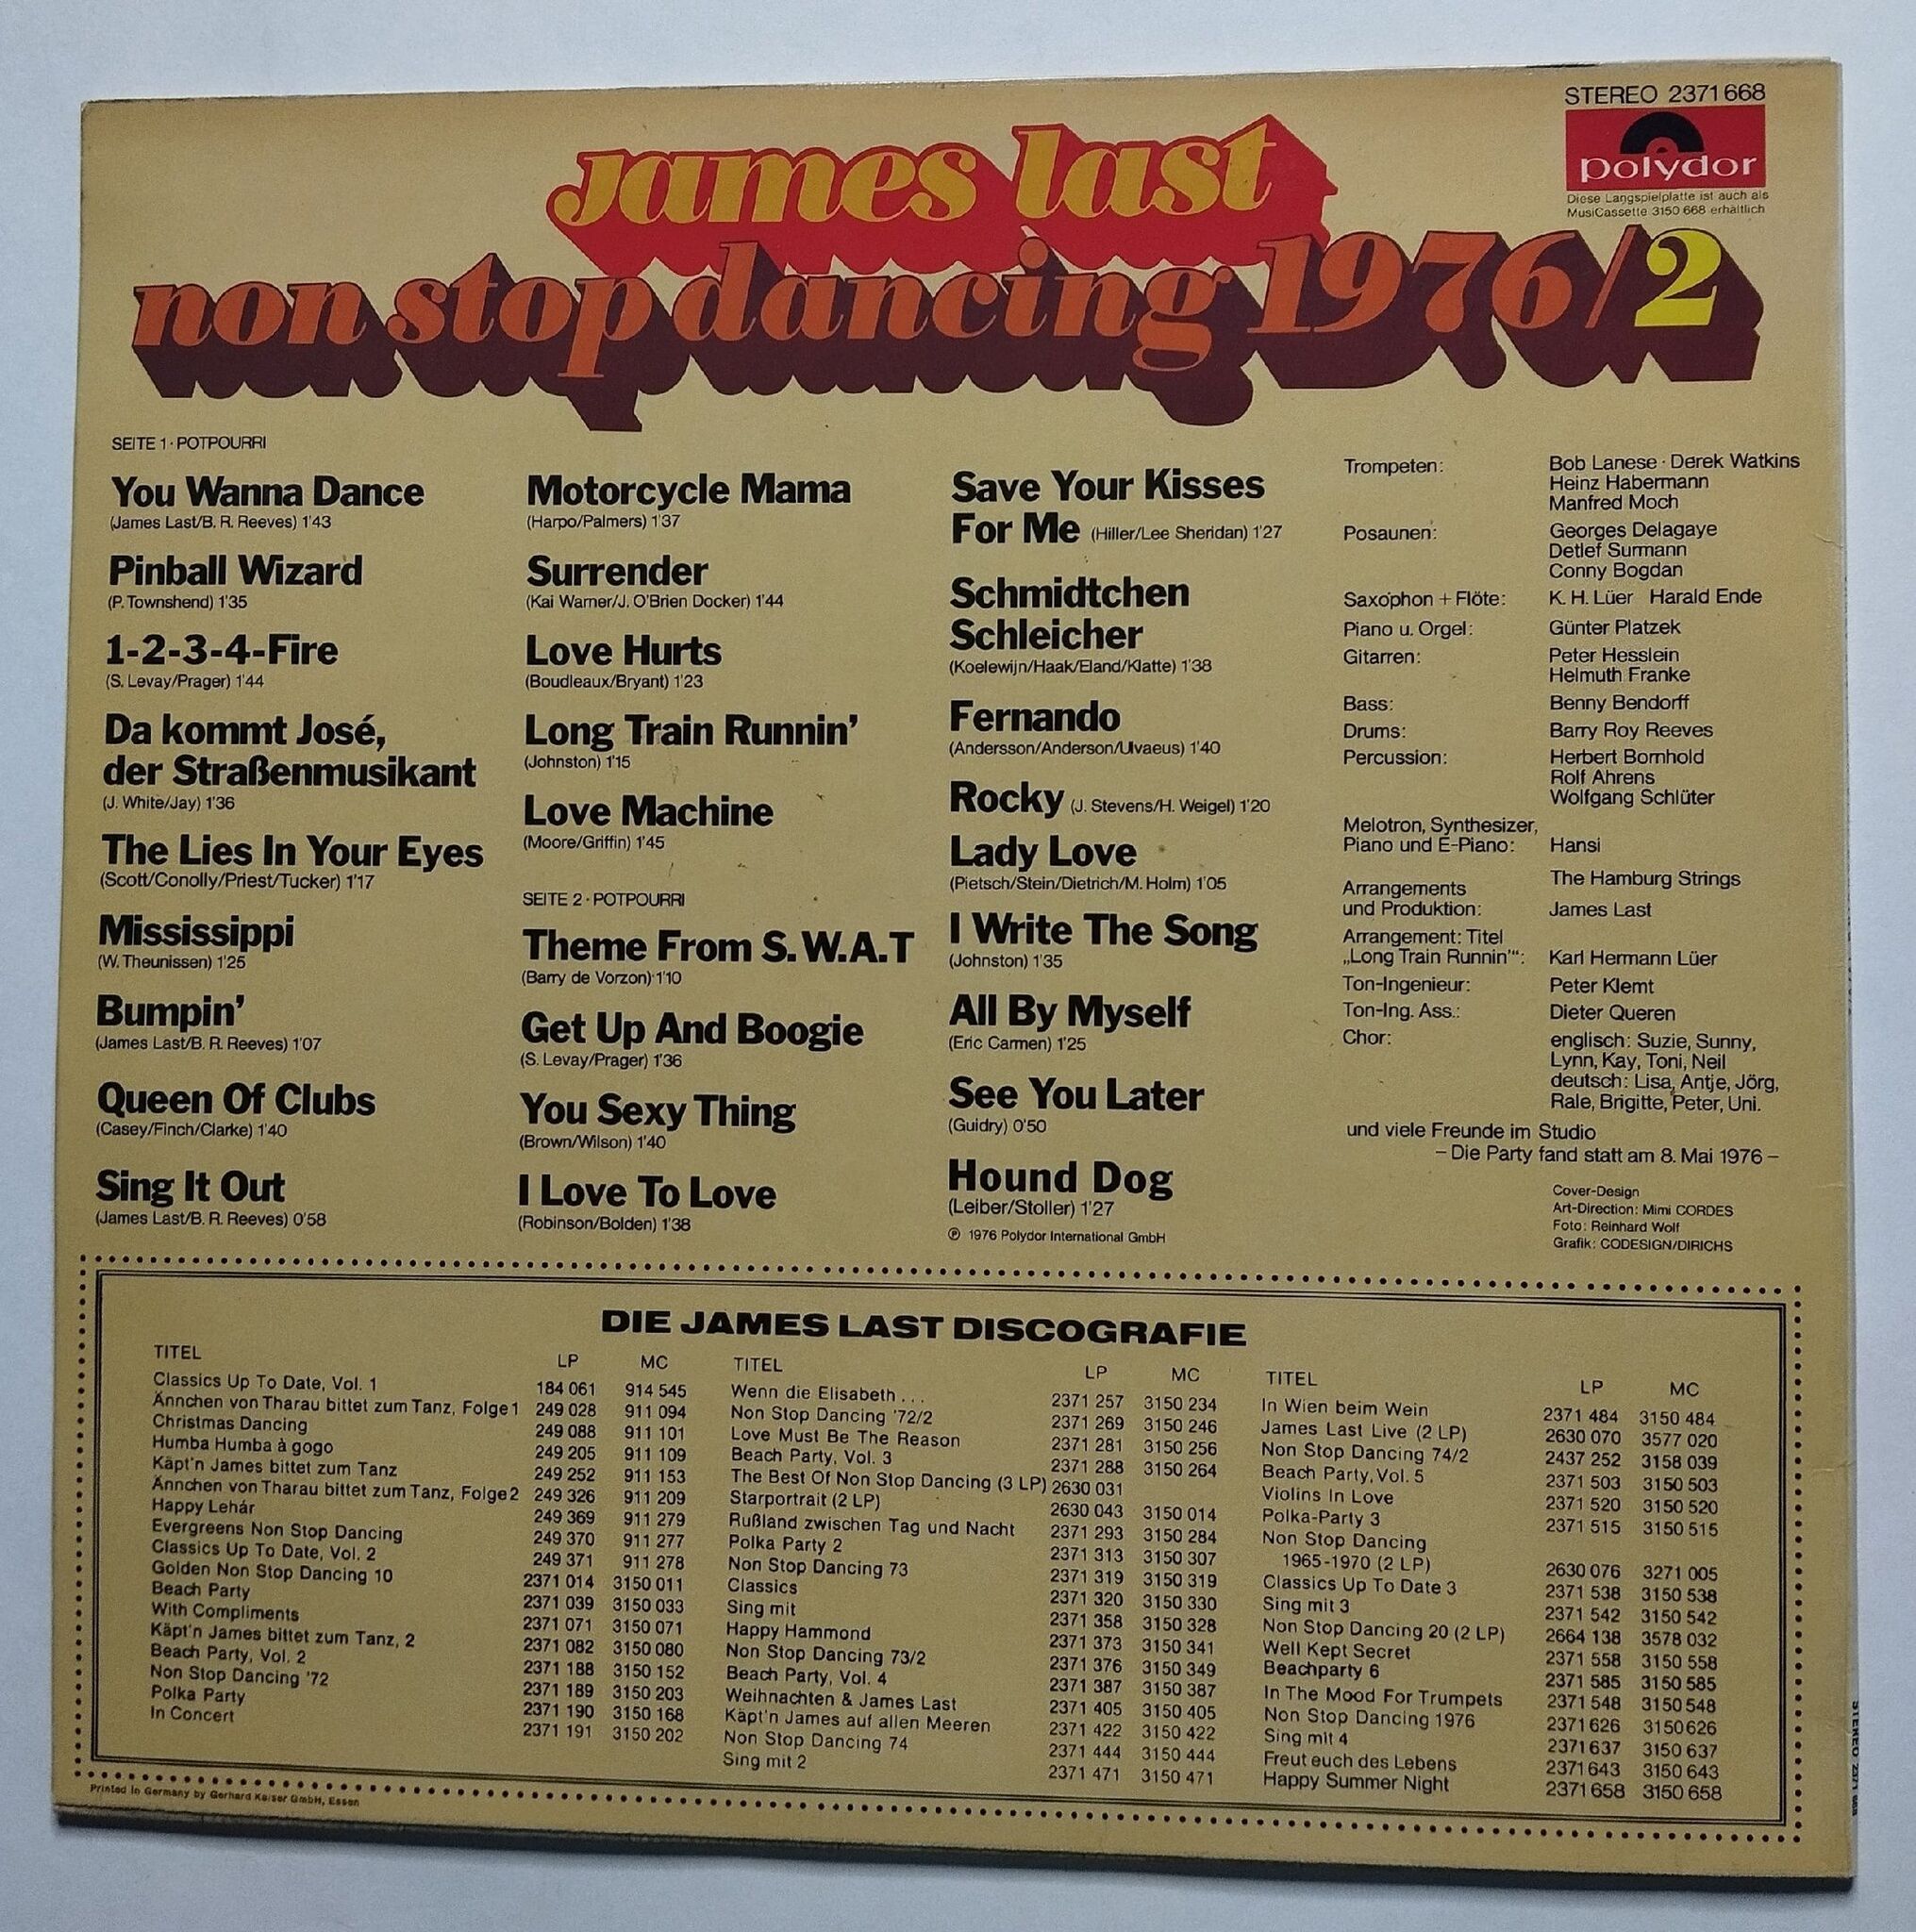 STEREO 2371 668
polydor
Diese Langspielplatte ist auch als
MusiCassette 3150 668 erhältlich
james last
non stop dancing 1976/2
SEITE 1 · POTPOURRI
You Wanna Dance
(James Last/B. R. Reeves) 1'43
Pinball Wizard
(P. Townshend) 1'35
1-2-3-4-Fire
(S. Levay/Prager) 1'44
Da kommt José,
der Straßenmusikant
(J. White/Jay) 1'36
The Lies In Your Eyes
(Scott/Conolly/Priest/Tucker) 1'17
Mississippi
(W. Theunissen) 1'25
Bumpin'
(James Last/B. R. Reeves) 1'07
Queen Of Clubs
(Casey/Finch/Clarke) 1'40
Sing It Out
(James Last/B. R. Reeves) 0'58
Motorcycle Mama
(Harpo/Palmers) 1'37
Surrender
(Kai Warner/J. O'Brien Docker) 1'44
Love Hurts
(Boudleaux/Bryant) 1'23
Long Train Runnin'
(Johnston) 1'15
Love Machine
(Moore/Griffin) 1'45
SEITE 2 · POTPOURRI
Theme From S.W.A.T
(Barry de Vorzon) 1'10
Get Up And Boogie
(S. Levay/Prager) 1'36
You Sexy Thing
(Brown/Wilson) 1'40
I Love To Love
(Robinson/Bolden) 1'38
Save Your Kisses
For Me (Hiller/Lee Sheridan) 1'27
Schmidtchen
Schleicher
(Koelewijn/Haak/Eland/Klatte) 1'38
Fernando
(Andersson/Anderson/Ulvaeus) 1'40
Rocky (J. Stevens/H. Weigel) 1'20
Lady Love
(Pietsch/Stein/Dietrich/M. Holm) 1'05
I Write The Song
(Johnston) 1'35
All By Myself
(Eric Carmen) 1'25
See You Later
(Guidry) 0'50
Hound Dog
(Leiber/Stoller) 1'27
℗ 1976 Polydor International GmbH
Trompeten: Bob Lanese · Derek Watkins
Heinz Habermann
Manfred Moch
Posaunen: Georges Delagaye
Detlef Surmann
Conny Bogdan
Saxophon + Flöte: K. H. Lüer Harald Ende
Piano u. Orgel: Günter Platzek
Gitarren: Peter Hesslein
Helmuth Franke
Bass: Benny Bendorff
Drums: Barry Roy Reeves
Percussion: Herbert Bornhold
Rolf Ahrens
Wolfgang Schlüter
Melotron, Synthesizer,
Piano und E-Piano: Hansi
The Hamburg Strings
Arrangements
und Produktion: James Last
Arrangement: Titel
„Long Train Runnin'“: Karl Hermann Lüer
Ton-Ingenieur: Peter Klemt
Ton-Ing. Ass.: Dieter Queren
Chor: englisch: Suzie, Sunny,
Lynn, Kay, Toni, Neil
deutsch: Lisa, Antje, Jörg,
Rale, Brigitte, Peter, Uni.
und viele Freunde im Studio
– Die Party fand statt am 8. Mai 1976 –
Cover-Design
Art-Direction: Mimi CORDES
Foto: Reinhard Wolf
Grafik: CODESIGN/DIRICHS
DIE JAMES LAST DISCOGRAFIE
TITEL LP MC
Classics Up To Date, Vol. 1 184 061 914 545
Ännchen von Tharau bittet zum Tanz, Folge 1 249 028 911 094
Christmas Dancing 249 088 911 101
Humba Humba à gogo 249 205 911 109
Käpt'n James bittet zum Tanz 249 252 911 153
Ännchen von Tharau bittet zum Tanz, Folge 2 249 326 911 209
Happy Lehár 249 369 911 279
Evergreens Non Stop Dancing 249 370 911 277
Classics Up To Date, Vol. 2 249 371 911 278
Golden Non Stop Dancing 10 2371 014 3150 011
Beach Party 2371 039 3150 033
With Compliments 2371 071 3150 071
Käpt'n James bittet zum Tanz, 2 2371 082 3150 080
Beach Party, Vol. 2 2371 188 3150 152
Non Stop Dancing '72 2371 189 3150 203
Polka Party 2371 190 3150 168
In Concert 2371 191 3150 202
TITEL LP MC
Wenn die Elisabeth . . . 2371 257 3150 234
Non Stop Dancing '72/2 2371 269 3150 246
Love Must Be The Reason 2371 281 3150 256
Beach Party, Vol. 3 2371 288 3150 264
The Best Of Non Stop Dancing (3 LP) 2630 031
Starportrait (2 LP) 2630 043 3150 014
Rußland zwischen Tag und Nacht 2371 293 3150 284
Polka Party 2 2371 313 3150 307
Non Stop Dancing 73 2371 319 3150 319
Classics 2371 320 3150 330
Sing mit 2371 358 3150 328
Happy Hammond 2371 373 3150 341
Non Stop Dancing 73/2 2371 376 3150 349
Beach Party, Vol. 4 2371 387 3150 387
Weihnachten & James Last 2371 405 3150 405
Käpt'n James auf allen Meeren 2371 422 3150 422
Non Stop Dancing 74 2371 444 3150 444
Sing mit 2 2371 471 3150 471
TITEL LP MC
In Wien beim Wein 2371 484 3150 484
James Last Live (2 LP) 2630 070 3577 020
Non Stop Dancing 74/2 2437 252 3158 039
Beach Party, Vol. 5 2371 503 3150 503
Violins In Love 2371 520 3150 520
Polka-Party 3 2371 515 3150 515
Non Stop Dancing
1965-1970 (2 LP) 2630 076 3271 005
Classics Up To Date 3 2371 538 3150 538
Sing mit 3 2371 542 3150 542
Non Stop Dancing 20 (2 LP) 2664 138 3578 032
Well Kept Secret 2371 558 3150 558
Beachparty 6 2371 585 3150 585
In The Mood For Trumpets 2371 548 3150 548
Non Stop Dancing 1976 2371 626 3150 626
Sing mit 4 2371 637 3150 637
Freut euch des Lebens 2371 643 3150 643
Happy Summer Night 2371 658 3150 658
Printed in Germany by Gerhard Kaiser GmbH, Essen
STEREO 2371 668